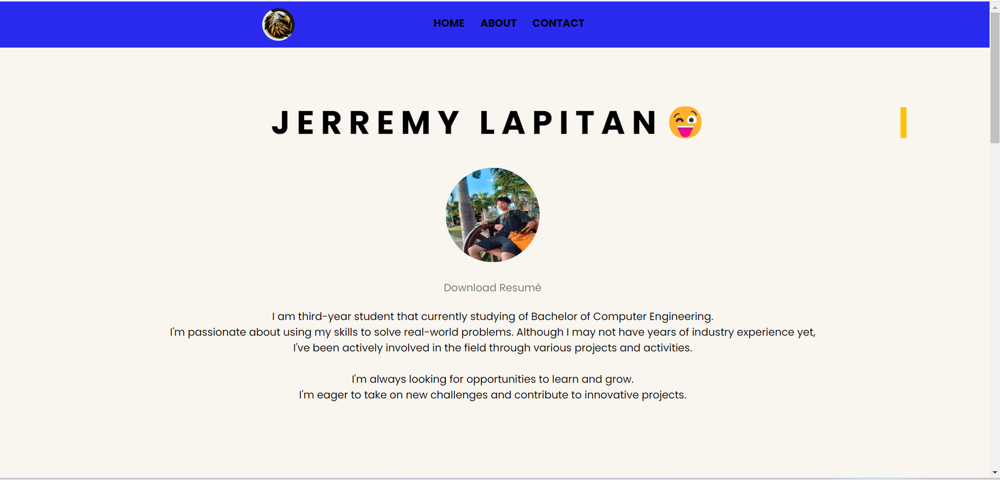 HOME ABOUT CONTACT
JERREMY LAPITAN 😜
Download Resumé
I am third-year student that currently studying of Bachelor of Computer Engineering.
I'm passionate about using my skills to solve real-world problems. Although I may not have years of industry experience yet,
I've been actively involved in the field through various projects and activities.
I'm always looking for opportunities to learn and grow.
I'm eager to take on new challenges and contribute to innovative projects.